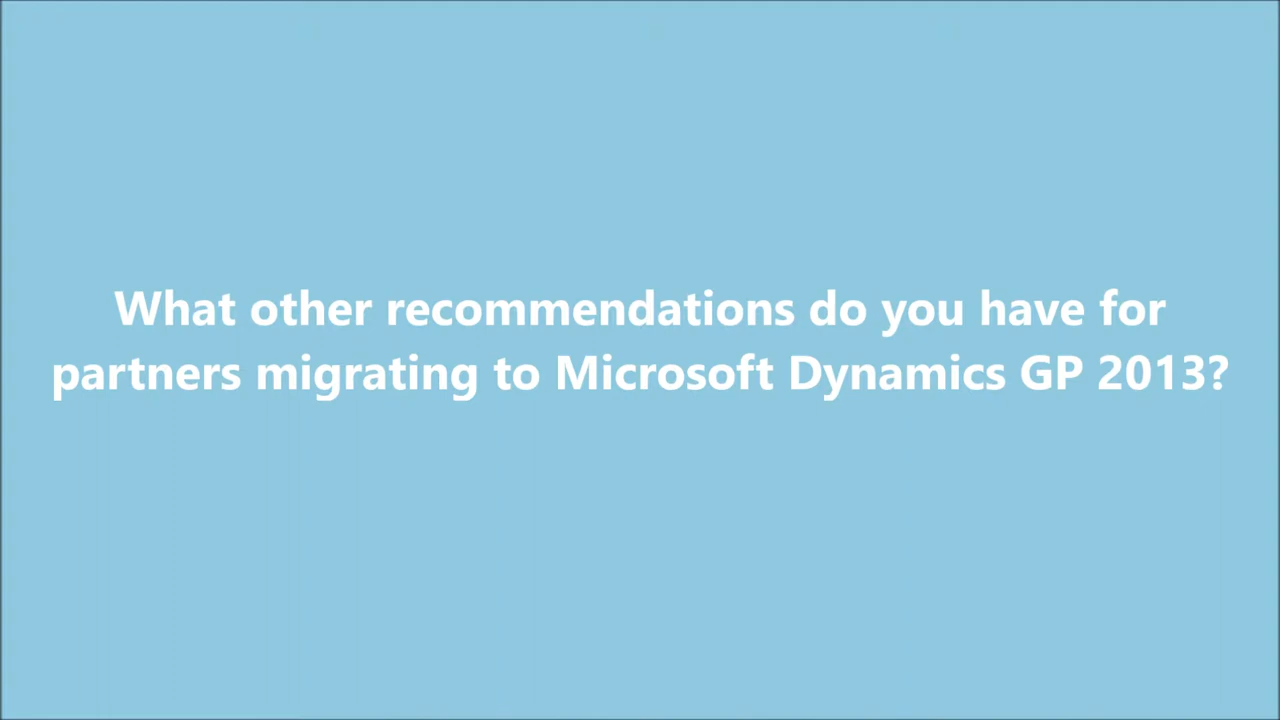 What other recommendations do you have for
partners migrating to Microsoft Dynamics GP 2013?